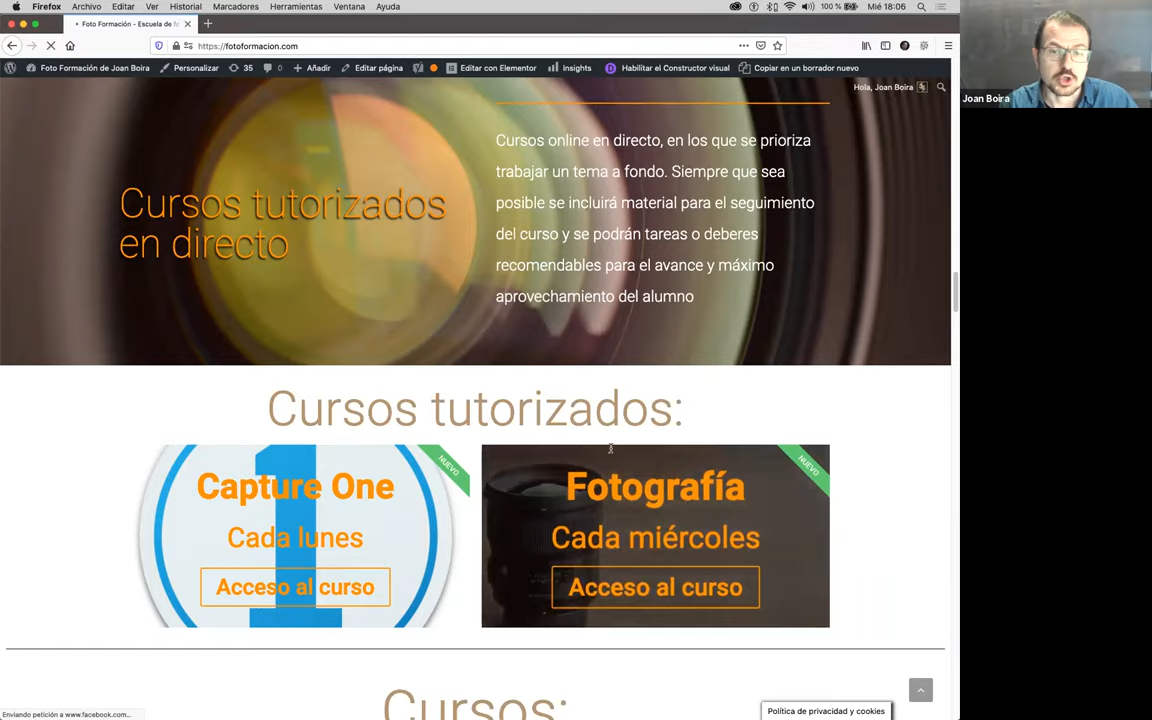 Firefox Archivo Editar Ver Historial Marcadores Herramientas Ventana Ayuda 100 % Mié 18:06
Foto Formación - Escuela de fo
https://fotoformacion.com
35
Foto Formación de Joan Boira Personalizar 35 0 Añadir Editar página Editar con Elementor Insights Habilitar el Constructor visual Copiar en un borrador nuevo
Hola, Joan Boira
Joan Boira
Cursos tutorizados
en directo
Cursos online en directo, en los que se prioriza
trabajar un tema a fondo. Siempre que sea
posible se incluirá material para el seguimiento
del curso y se podrán tareas o deberes
recomendables para el avance y máximo
aprovechamiento del alumno
Cursos tutorizados:
NUEVO
Capture One
Cada lunes
Acceso al curso
NUEVO
Fotografía
Cada miércoles
Acceso al curso
Cursos:
Política de privacidad y cookies
Enviando petición a www.facebook.com...